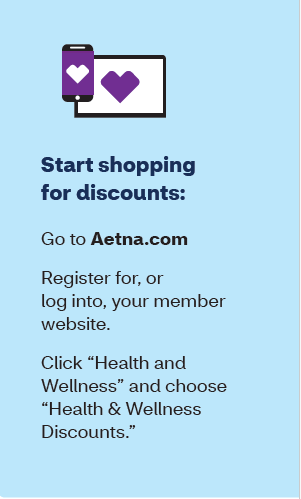 Start shopping
for discounts:
Go to Aetna.com
Register for, or
log into, your member
website.
Click “Health and
Wellness” and choose
“Health & Wellness
Discounts.”